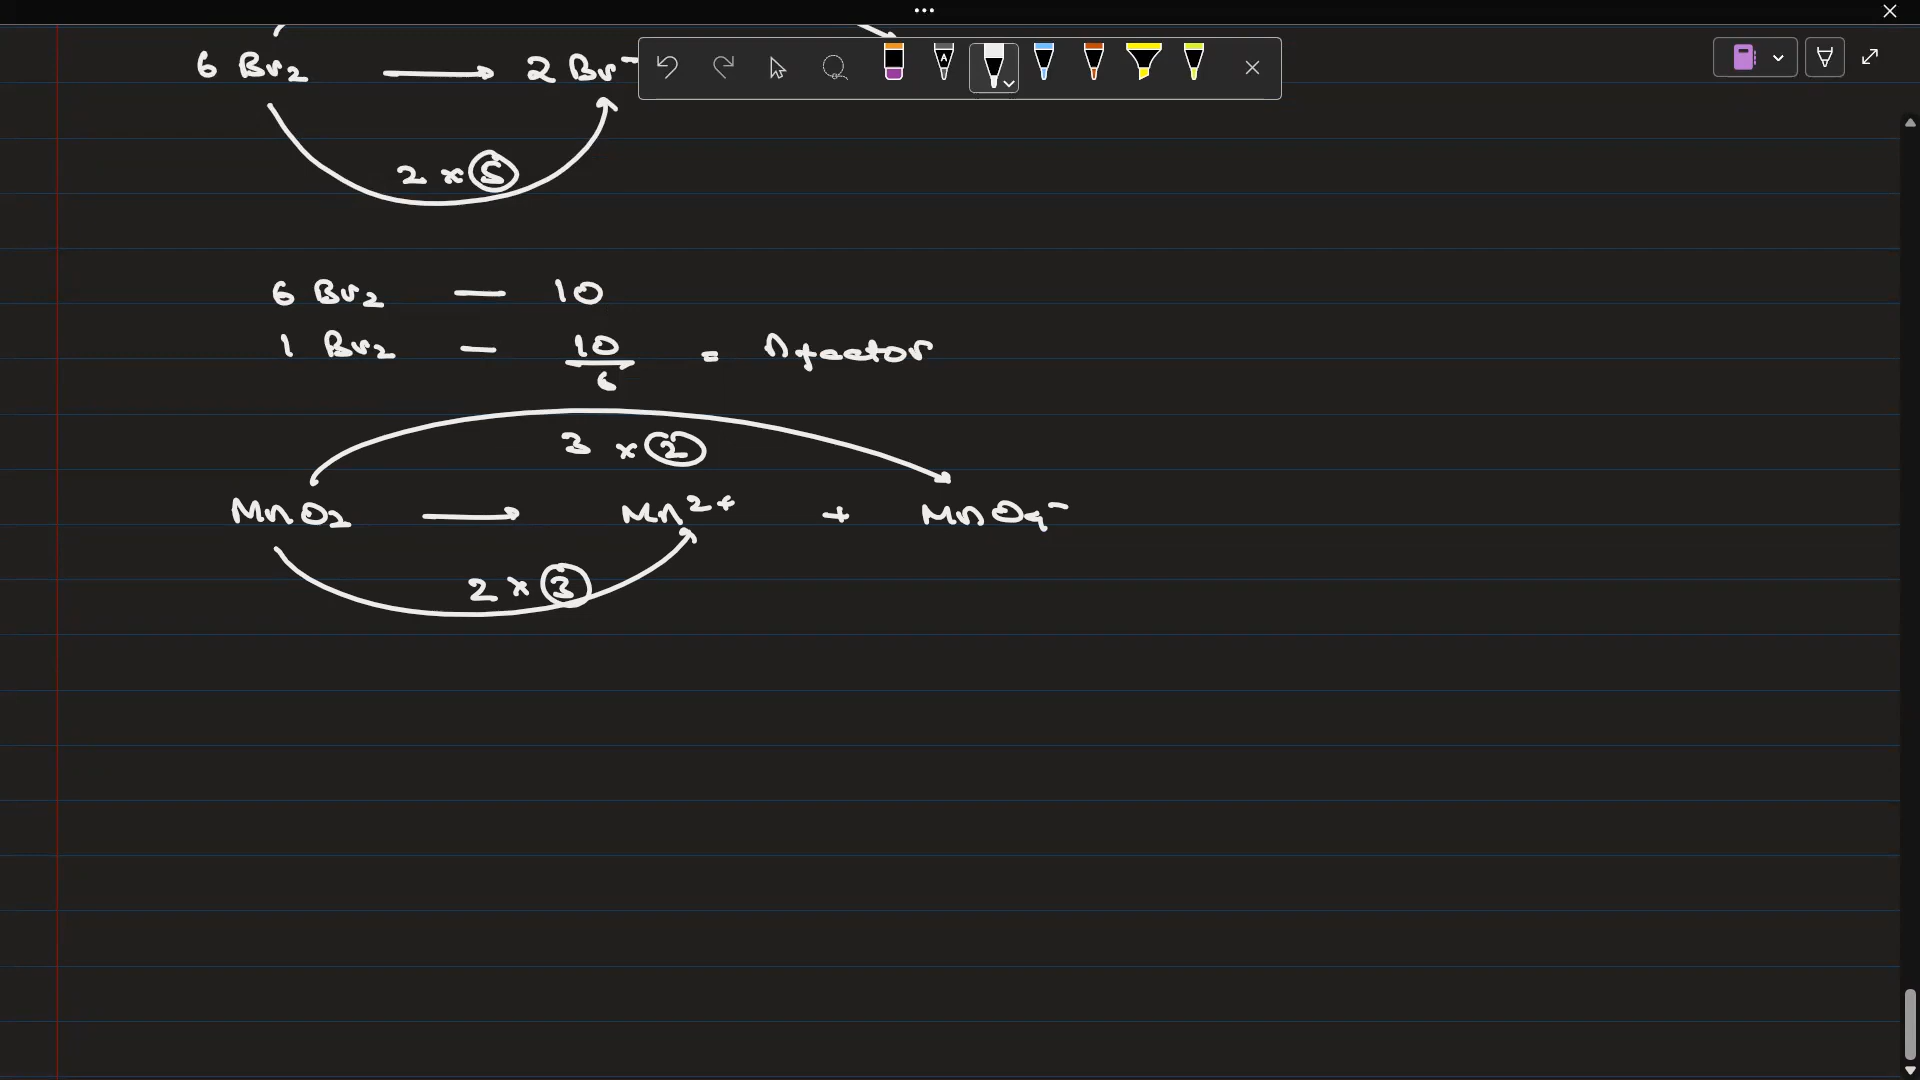 6 Br₂ ⟶ 2 Br⁻
2 × 5
6 Br₂ — 10
1 Br₂ — 10/6 = n factor
3 × 2
MnO₂ ⟶ Mn²⁺ + MnO₄⁻
2 × 3